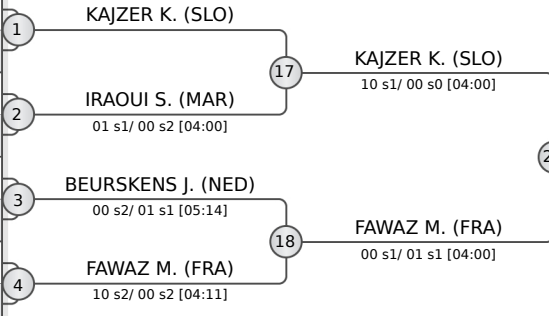 KAJZER K. (SLO)
1
17
KAJZER K. (SLO)
10 s1/ 00 s0 [04:00]
IRAOUI S. (MAR)
2
01 s1/ 00 s2 [04:00]
BEURSKENS J. (NED)
3
00 s2/ 01 s1 [05:14]
18
FAWAZ M. (FRA)
00 s1/ 01 s1 [04:00]
FAWAZ M. (FRA)
4
10 s2/ 00 s2 [04:11]